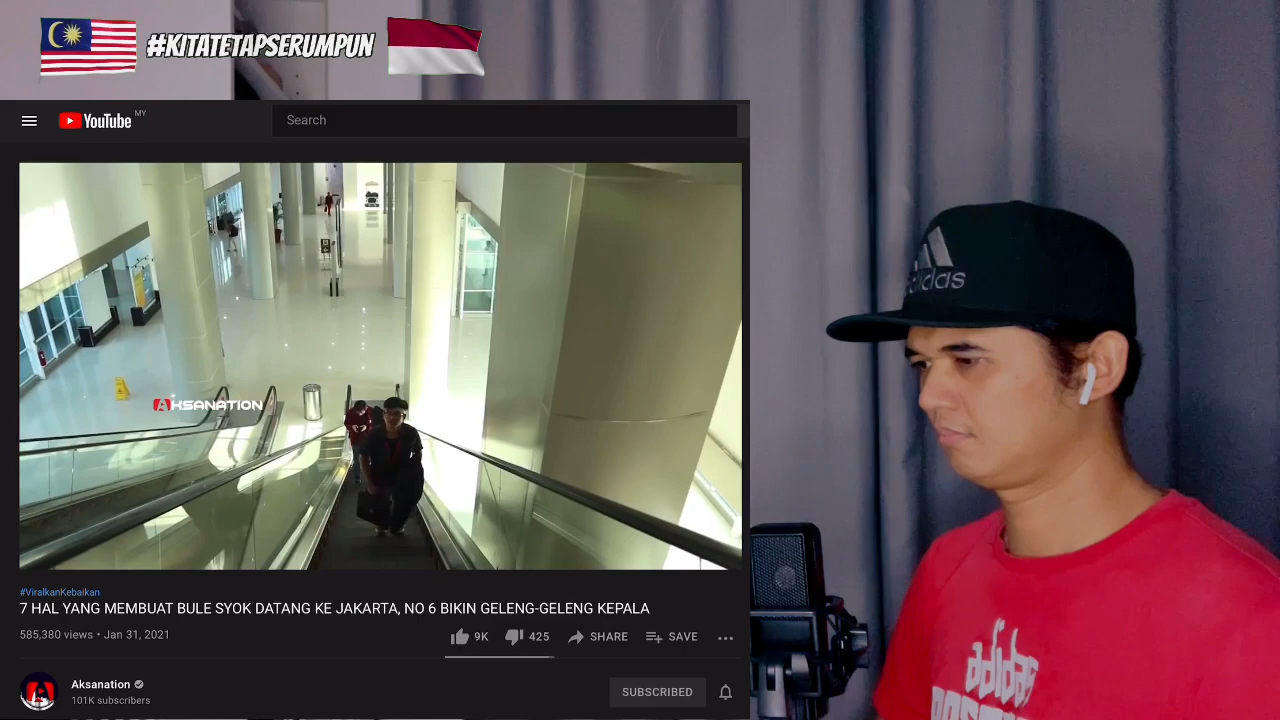 #KITATETAPSERUMPUN
YouTube MY
Search
AKSANATION
#ViralkanKebaikan
7 HAL YANG MEMBUAT BULE SYOK DATANG KE JAKARTA, NO 6 BIKIN GELENG-GELENG KEPALA
585,380 views • Jan 31, 2021
9K 425 SHARE SAVE
Aksanation
101K subscribers
SUBSCRIBED
adidas
adidas